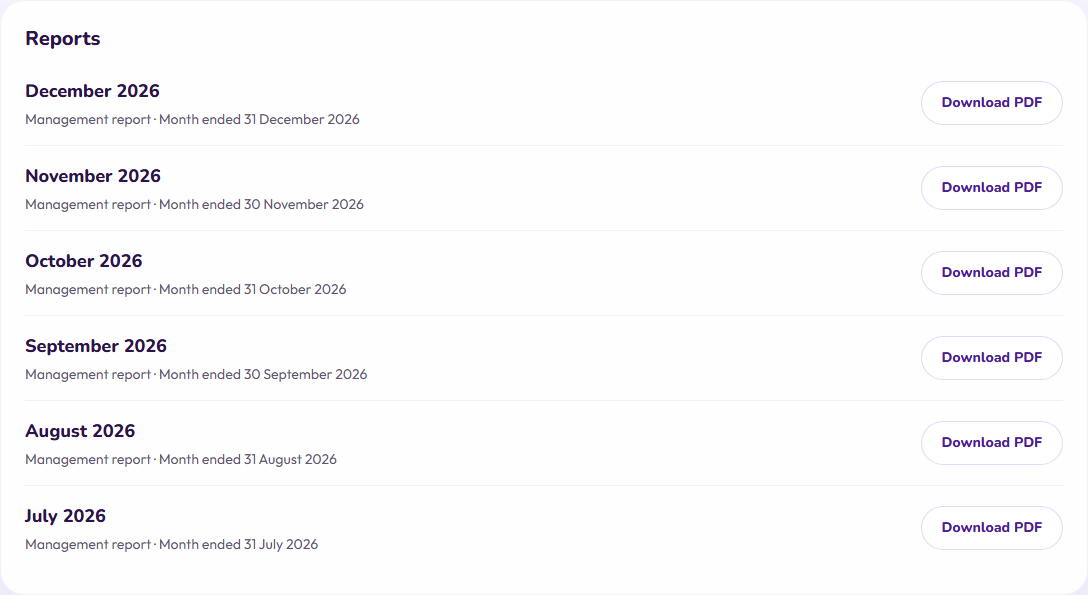 Reports
December 2026
Management report · Month ended 31 December 2026
Download PDF
November 2026
Management report · Month ended 30 November 2026
Download PDF
October 2026
Management report · Month ended 31 October 2026
Download PDF
September 2026
Management report · Month ended 30 September 2026
Download PDF
August 2026
Management report · Month ended 31 August 2026
Download PDF
July 2026
Management report · Month ended 31 July 2026
Download PDF